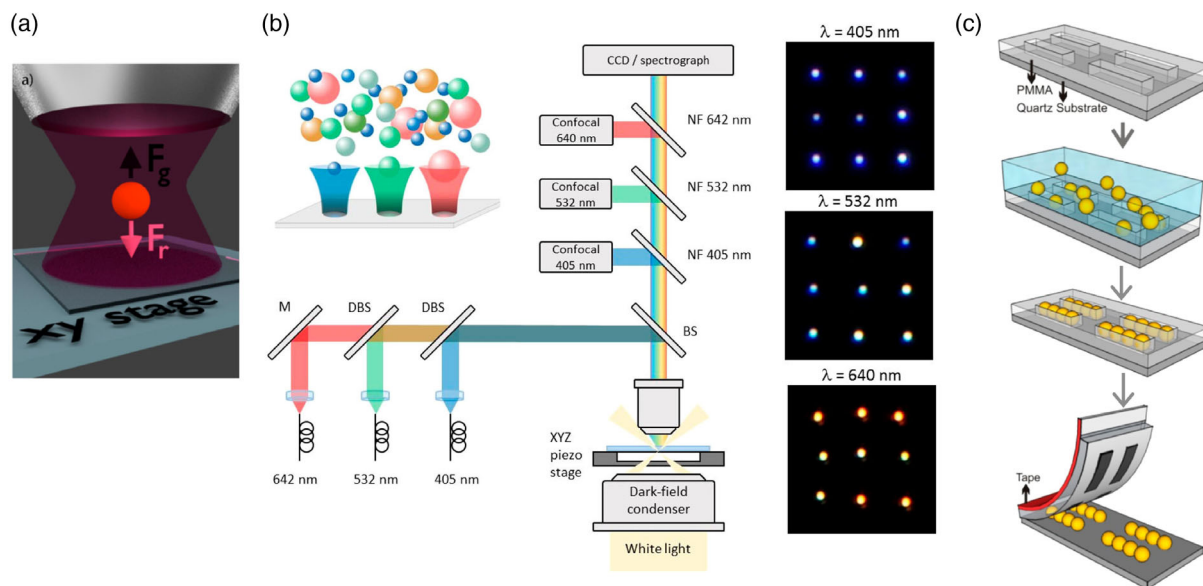 (a)
a)
F_g
F_r
xy stage
(b)
CCD / spectrograph
Confocal
640 nm
NF 642 nm
Confocal
532 nm
NF 532 nm
Confocal
405 nm
NF 405 nm
M
DBS
DBS
BS
642 nm
532 nm
405 nm
XYZ
piezo
stage
Dark-field
condenser
White light
λ = 405 nm
λ = 532 nm
λ = 640 nm
(c)
PMMA
Quartz Substrate
Tape